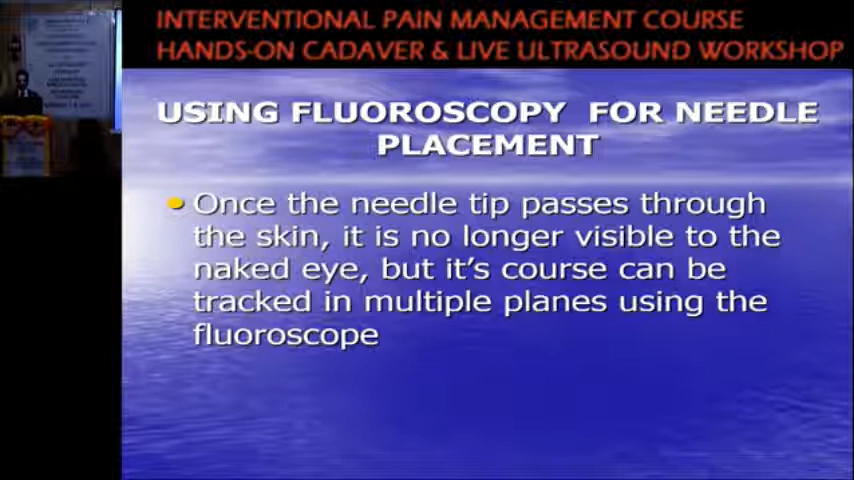 INTERVENTIONAL PAIN MANAGEMENT COURSE
HANDS-ON CADAVER & LIVE ULTRASOUND WORKSHOP
USING FLUOROSCOPY FOR NEEDLE
PLACEMENT
Once the needle tip passes through
the skin, it is no longer visible to the
naked eye, but it's course can be
tracked in multiple planes using the
fluoroscope